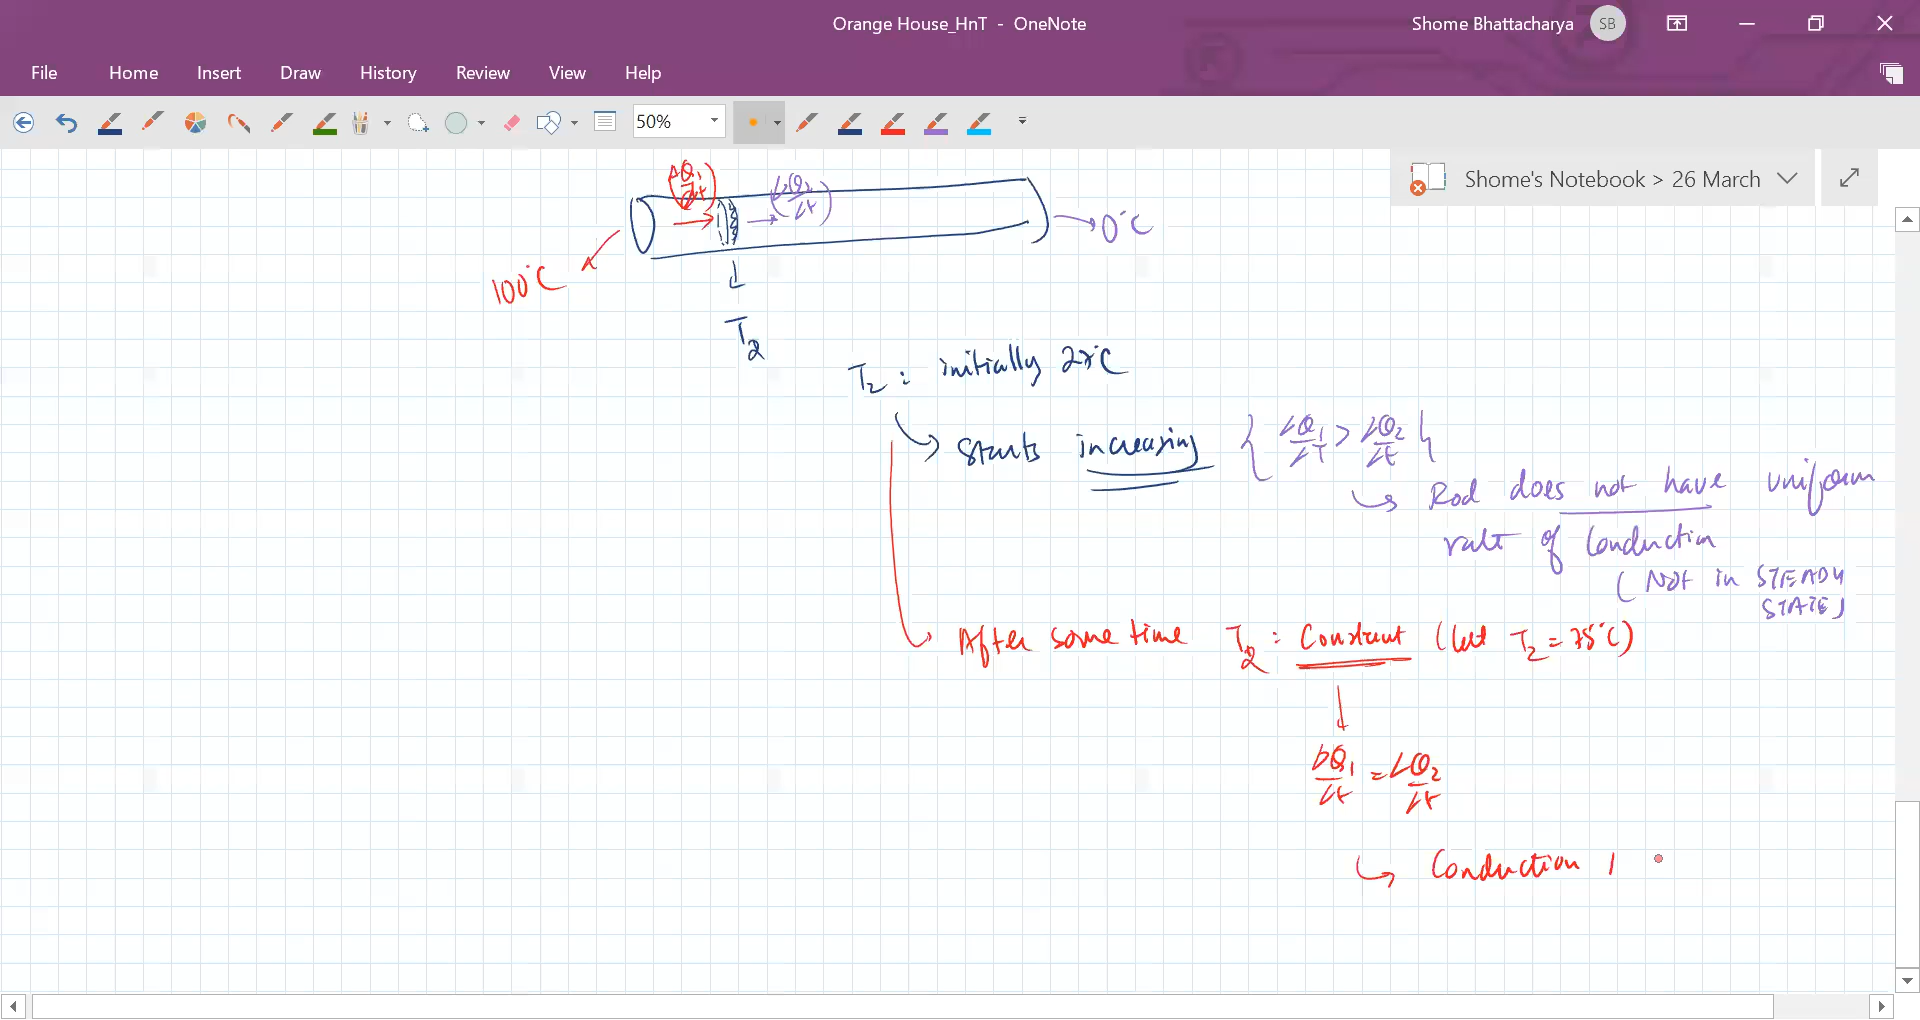 Orange House_HnT - OneNote
Shome Bhattacharya SB
File Home Insert Draw History Review View Help
50%
Shome's Notebook > 26 March
(ΔQ₁/Δt)
(ΔQ₂/Δt)
0°C
100°C
T₂
T₂ : initially
Starts increasing { ΔQ₁/Δt > ΔQ₂/Δt }
Rod does not have uniform
rate of conduction
(Not in STEADY
STATE)
After some time T₂ : Constant (let T₂ = 75°C)
ΔQ₁/Δt = ΔQ₂/Δt
Conduction